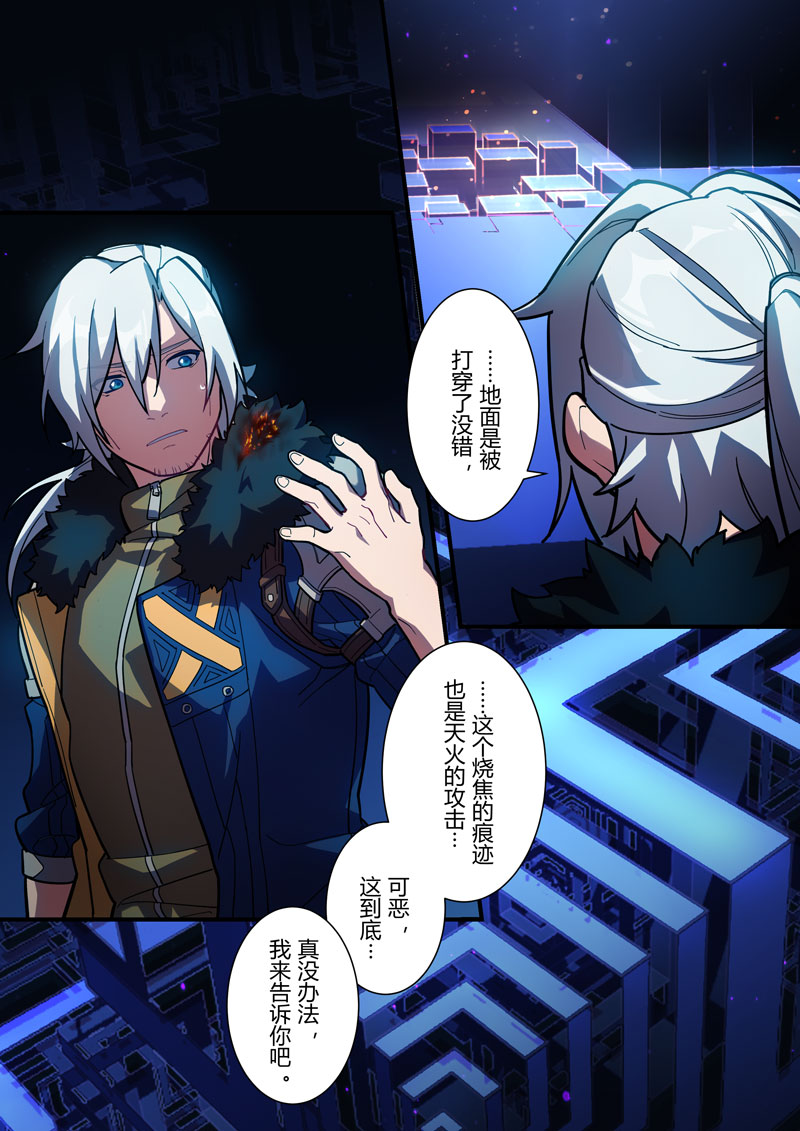 ……地面是被
打穿了没错，
……这个烧焦的痕迹
也是天火的攻击…
可恶，
这到底…
真没办法，
我来告诉你吧。